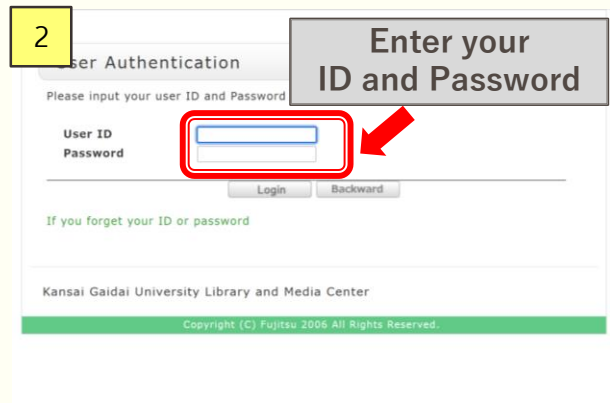 2
Enter your
ID and Password
User Authentication
Please input your user ID and Password
User ID
Password
Login Backward
If you forget your ID or password
Kansai Gaidai University Library and Media Center
Copyright (C) Fujitsu 2006 All Rights Reserved.